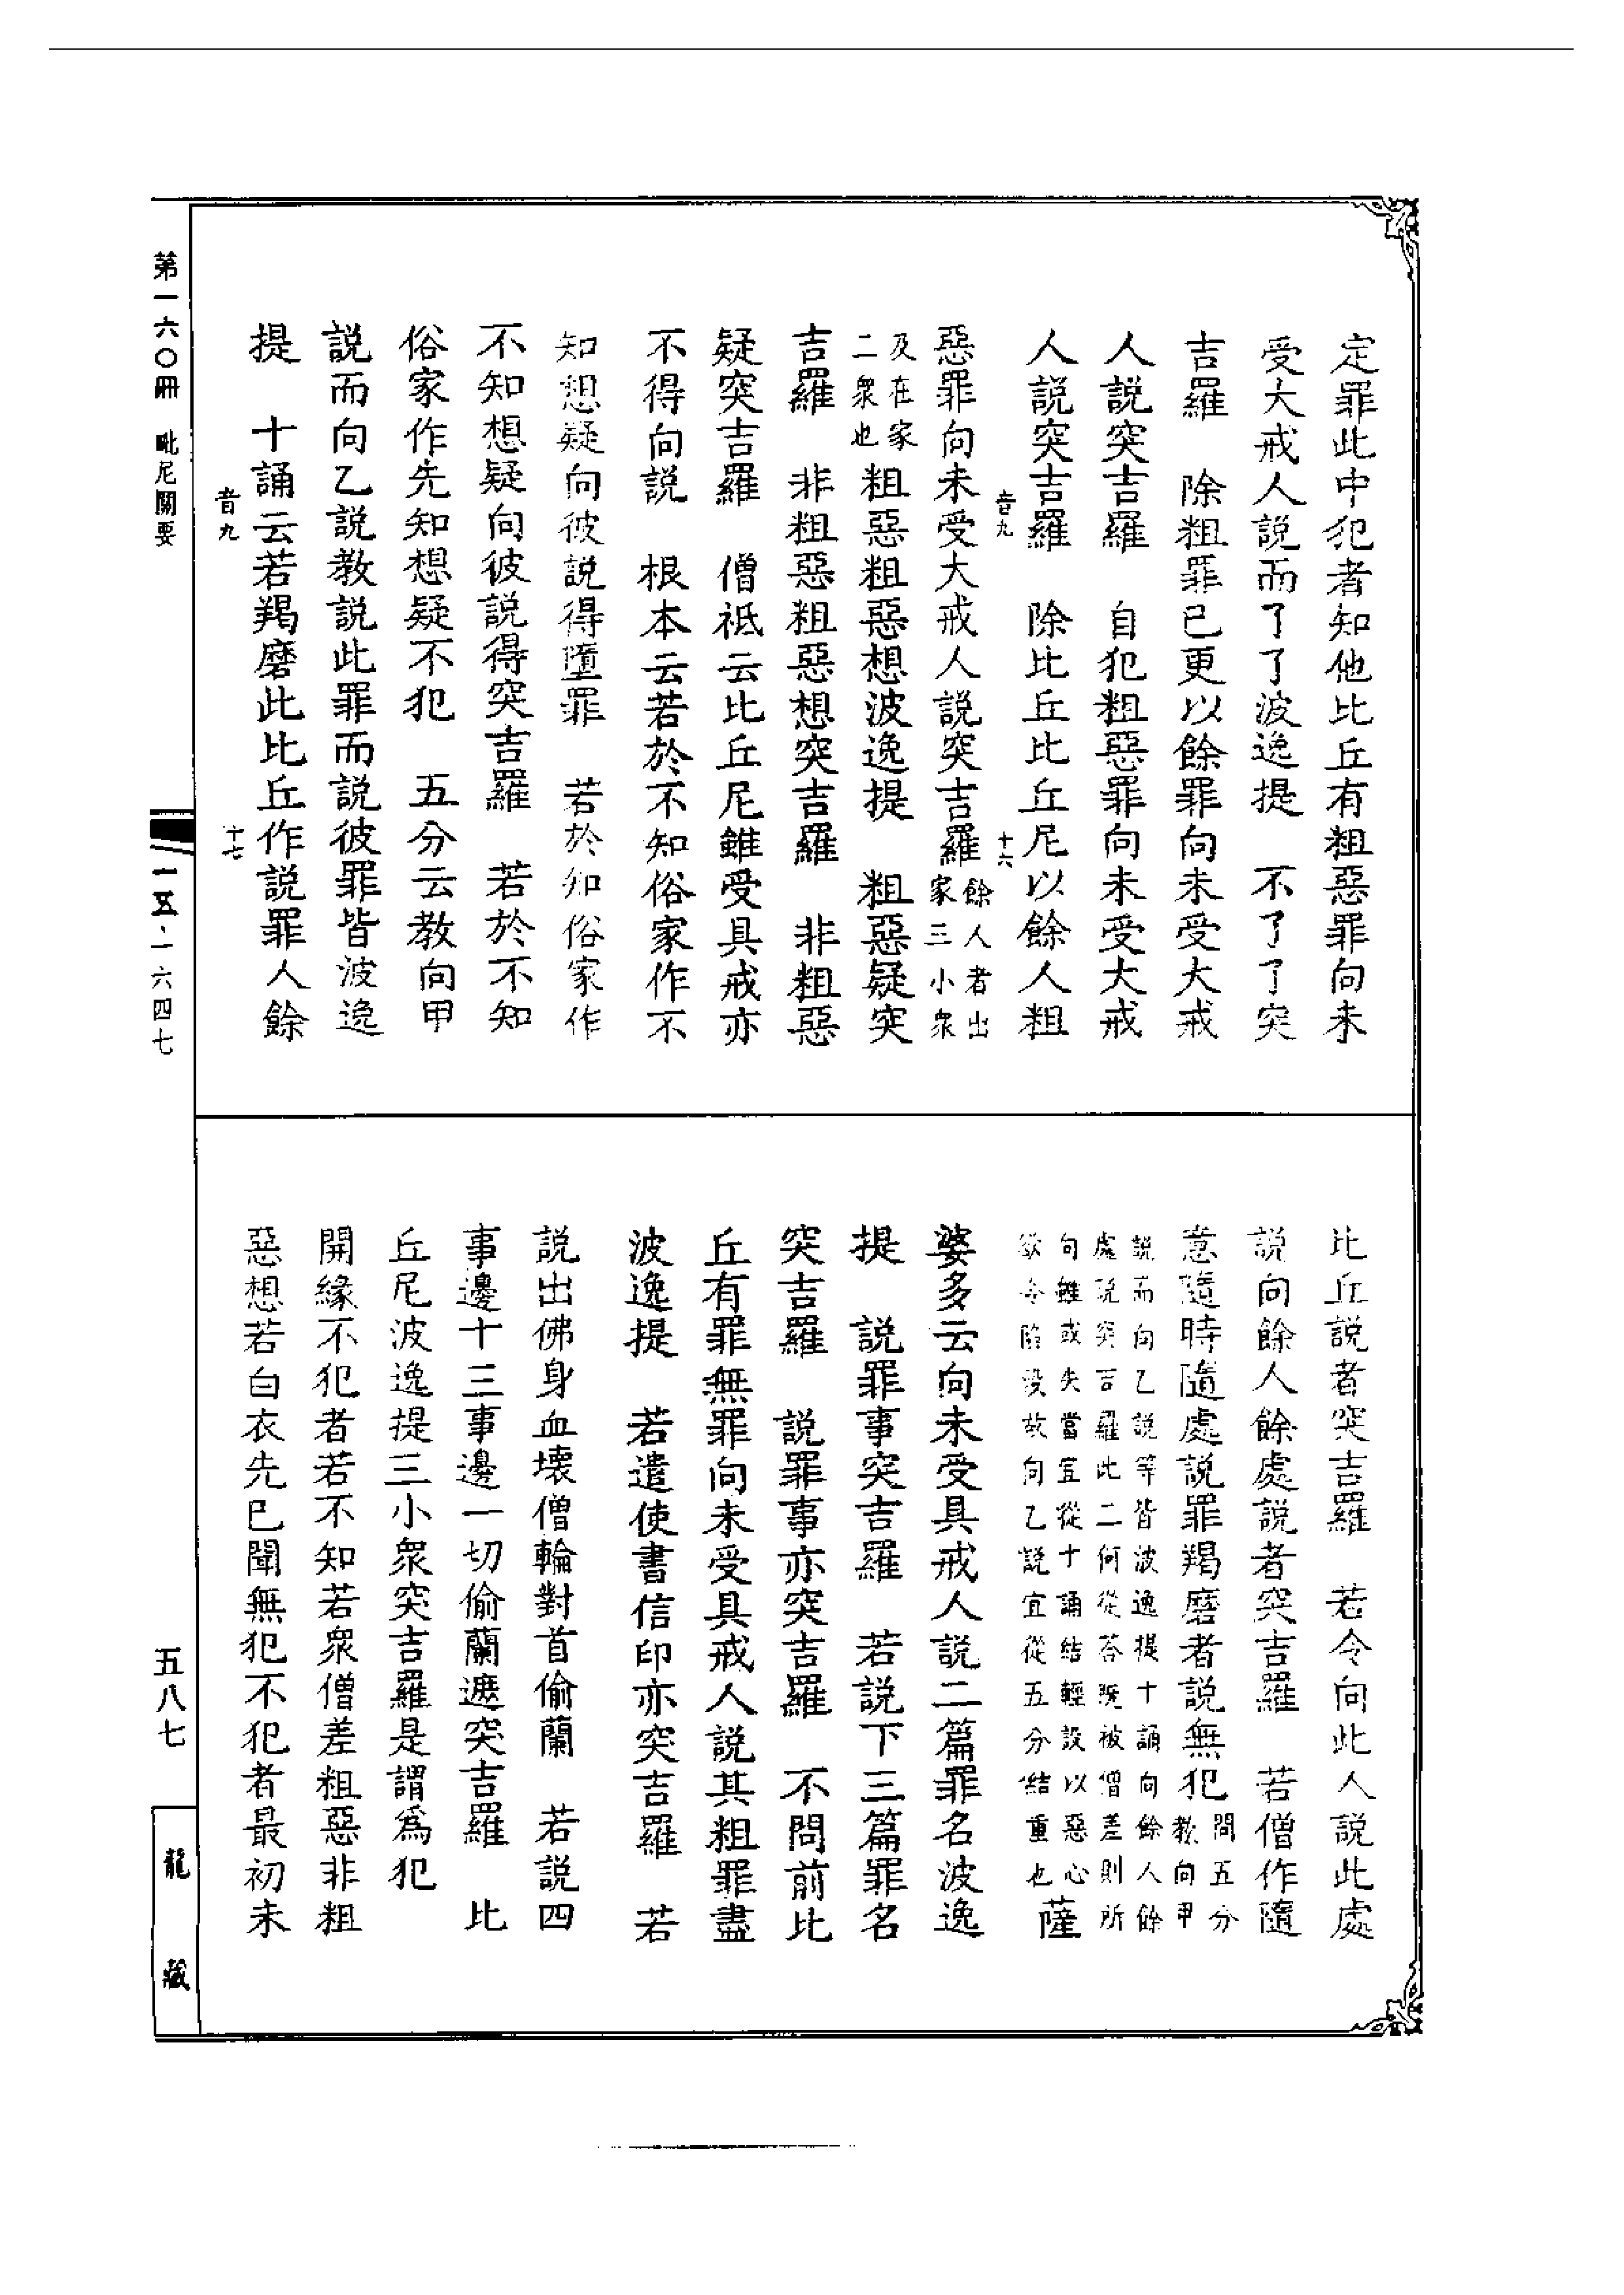 定罪此中犯者知他比丘有粗惡罪向未
受大戒人說而了了波逸提　不了了突
吉羅　除粗罪已更以餘罪向未受大戒
人說突吉羅　自犯粗惡罪向未受大戒
人說突吉羅　除比丘比丘尼以餘人粗
音九　十六
惡罪向未受大戒人說突吉羅餘人者出家三小衆
及在家二衆也粗惡粗惡想波逸提　粗惡疑突
吉羅　非粗惡粗惡想突吉羅　非粗惡
疑突吉羅　僧祇云比丘尼雖受具戒亦
不得向說　根本云若於不知俗家作不
知想疑向彼說得墮罪　若於知俗家作
不知想疑向彼說得突吉羅　若於不知
俗家作先知想疑不犯　五分云教向甲
說而向乙說教說此罪而說彼罪皆波逸
提　十誦云若羯磨此比丘作說罪人餘
音九　十七
比丘說者突吉羅　若令向此人說此處
說向餘人餘處說者突吉羅　若僧作隨
意隨時隨處說罪羯磨者說無犯問五分教向甲
說而向乙說等皆波逸提十誦向餘人餘
處說突吉羅此二何從答既被僧差則所
向雖或失當宜從十誦結輕設以惡心
欲令陷沒故向乙說宜從五分結重也薩
婆多云向未受具戒人說二篇罪名波逸
提　說罪事突吉羅　若說下三篇罪名
突吉羅　說罪事亦突吉羅　不問前比
丘有罪無罪向未受具戒人說其粗罪盡
波逸提　若遣使書信印亦突吉羅　若
說出佛身血壞僧輪對首偷蘭　若說四
事邊十三事邊一切偷蘭遮突吉羅　比
丘尼波逸提三小衆突吉羅是謂為犯
開緣不犯者若不知若衆僧差粗惡非粗
惡想若白衣先已聞無犯不犯者最初未
第一六〇冊　毗尼關要
一五、一六四七
五八七
龍藏